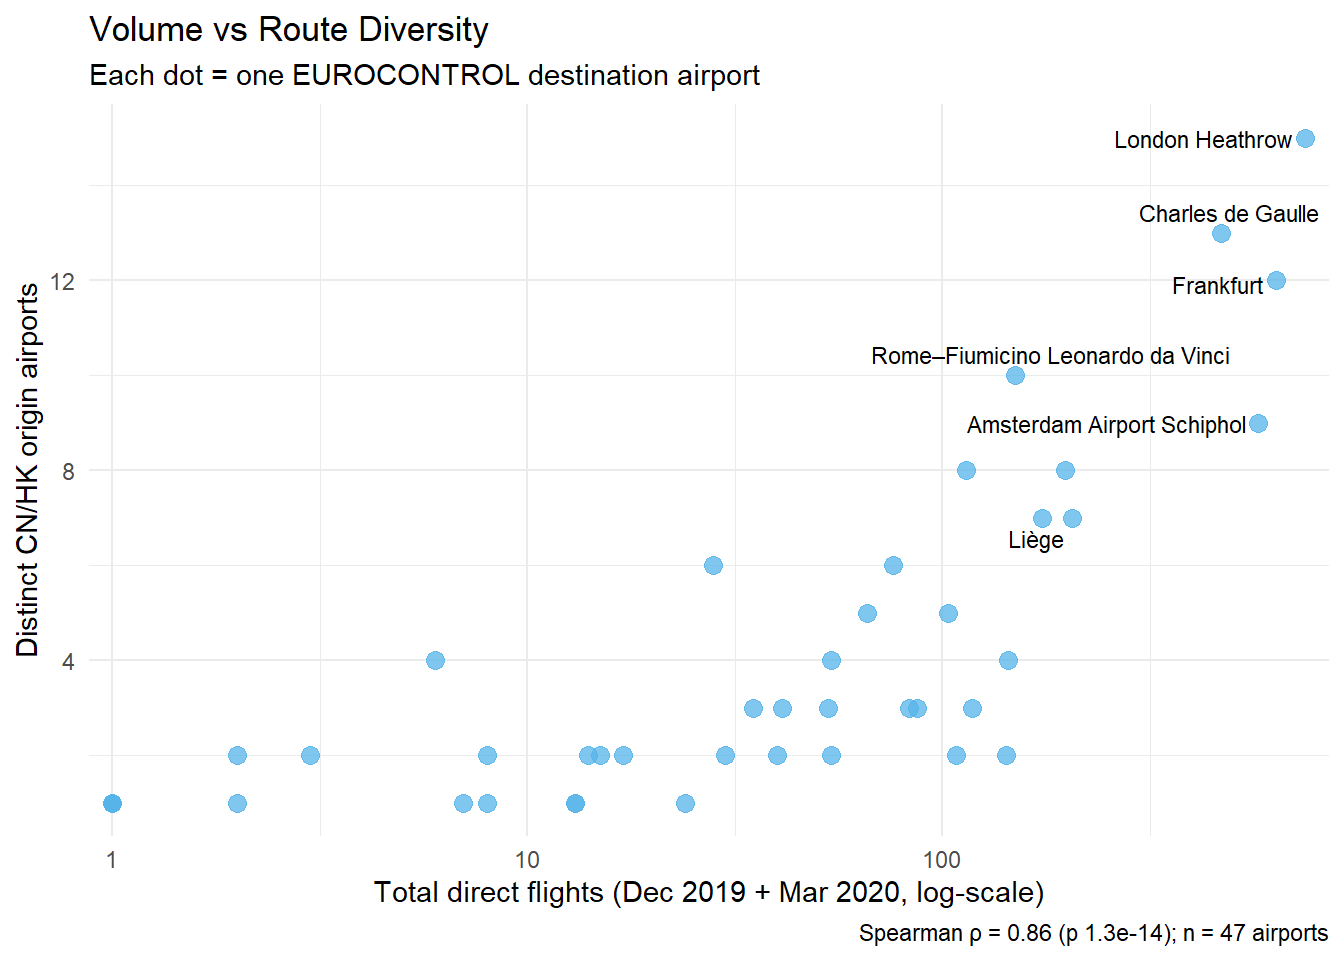 Volume vs Route Diversity
Each dot = one EUROCONTROL destination airport
London Heathrow
Charles de Gaulle
12
Frankfurt
Rome–Fiumicino Leonardo da Vinci
Amsterdam Airport Schiphol
8
Liège
4
Distinct CN/HK origin airports
1
10
100
Total direct flights (Dec 2019 + Mar 2020, log-scale)
Spearman ρ = 0.86 (p 1.3e-14); n = 47 airports